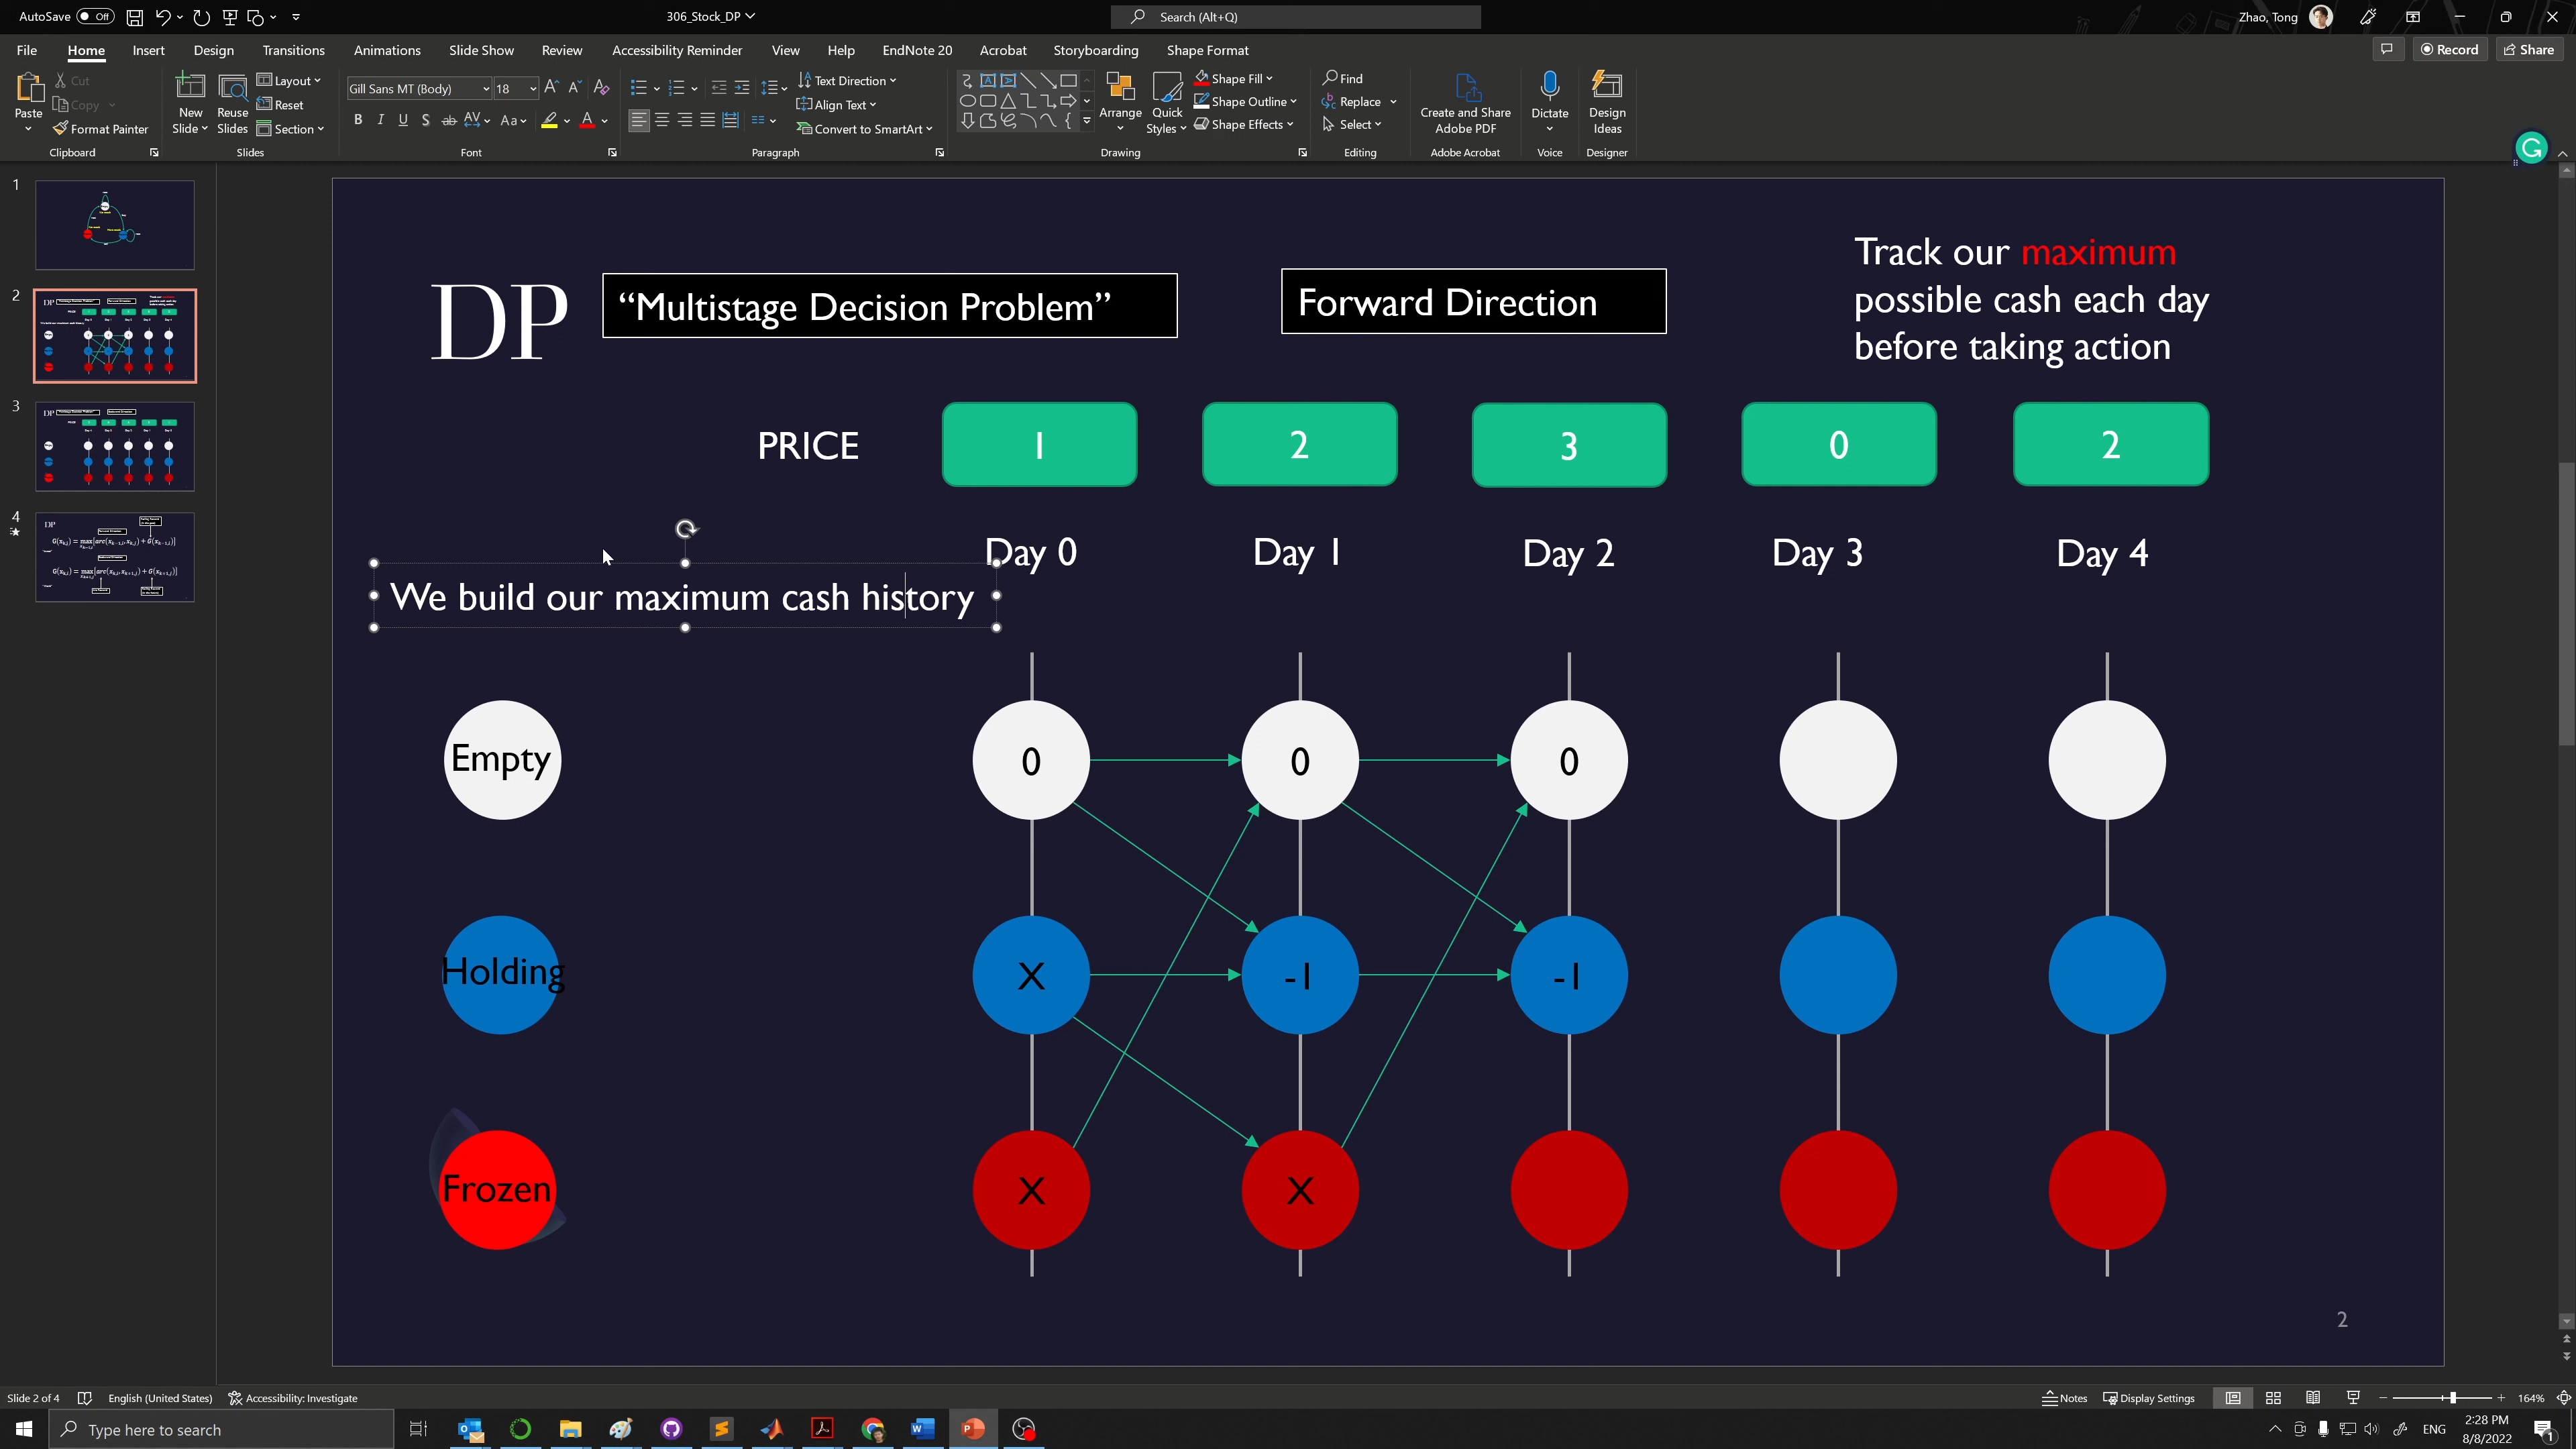 AutoSave Off
306_Stock_DP
Search (Alt+Q)
Zhao, Tong
File Home Insert Design Transitions Animations Slide Show Review Accessibility Reminder View Help EndNote 20 Acrobat Storyboarding Shape Format
Record Share
Paste
Cut
Copy
Format Painter
Clipboard
New Slide
Reuse Slides
Layout
Reset
Section
Slides
Gill Sans MT (Body) 18
Font
Text Direction
Align Text
Convert to SmartArt
Paragraph
Arrange
Quick Styles
Shape Fill
Shape Outline
Shape Effects
Drawing
Find
Replace
Select
Editing
Create and Share Adobe PDF
Adobe Acrobat
Dictate
Voice
Design Ideas
Designer
1
2
3
4
DP
“Multistage Decision Problem”
Forward Direction
Track our maximum
possible cash each day
before taking action
PRICE 1 2 3 0 2
Day 0 Day 1 Day 2 Day 3 Day 4
We build our maximum cash history
Empty 0 0 0
Holding X -1 -1
Frozen X X
2
Slide 2 of 4 English (United States) Accessibility: Investigate
Notes Display Settings 164%
Type here to search
ENG
2:28 PM
8/8/2022
1